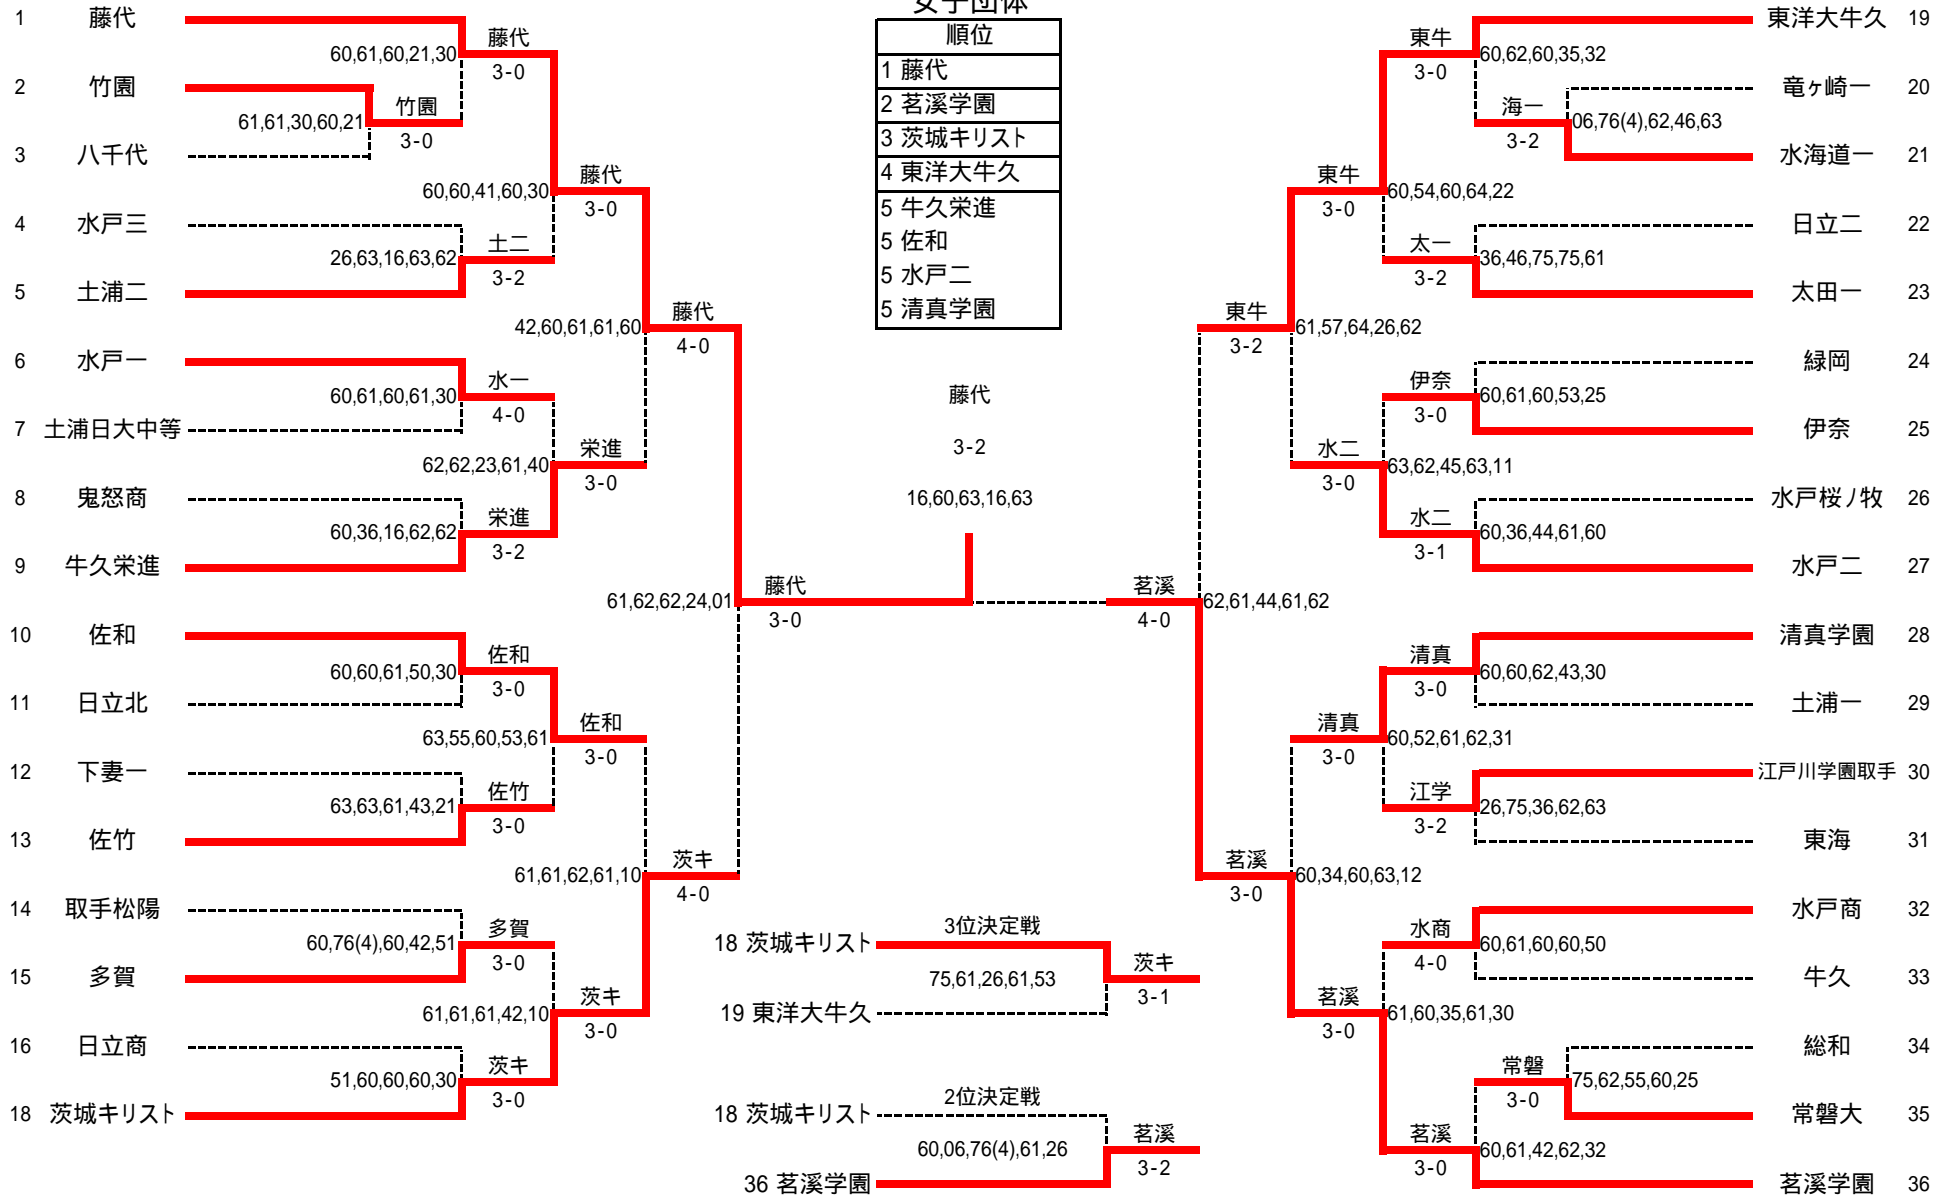 女子団体
順位
1 藤代
2 茗溪学園
3 茨城キリスト
4 東洋大牛久
5 牛久栄進
5 佐和
5 水戸二
5 清真学園
1 藤代
2 竹園
3 八千代
4 水戸三
5 土浦二
6 水戸一
7 土浦日大中等
8 鬼怒商
9 牛久栄進
10 佐和
11 日立北
12 下妻一
13 佐竹
14 取手松陽
15 多賀
16 日立商
18 茨城キリスト
61,61,30,60,21
竹園
3-0
60,61,60,21,30
藤代
3-0
26,63,16,63,62
土二
3-2
60,61,60,61,30
水一
4-0
60,36,16,62,62
栄進
3-2
60,60,61,50,30
佐和
3-0
63,63,61,43,21
佐竹
3-0
60,76(4),60,42,51
多賀
3-0
51,60,60,60,30
茨キ
3-0
60,60,41,60,30
藤代
3-0
62,62,23,61,40
栄進
3-0
63,55,60,53,61
佐和
3-0
61,61,61,42,10
茨キ
3-0
42,60,61,61,60
藤代
4-0
61,61,62,61,10
茨キ
4-0
61,62,62,24,01
藤代
3-0
藤代
3-2
16,60,63,16,63
茗溪
4-0
62,61,44,61,62
東牛
3-2
61,57,64,26,62
茗溪
3-0
60,34,60,63,12
東牛
3-0
60,54,60,64,22
水二
3-0
63,62,45,63,11
清真
3-0
60,52,61,62,31
茗溪
3-0
61,60,35,61,30
東牛
3-0
60,62,60,35,32
海一
3-2
06,76(4),62,46,63
太一
3-2
36,46,75,75,61
伊奈
3-0
60,61,60,53,25
水二
3-1
60,36,44,61,60
清真
3-0
60,60,62,43,30
江学
3-2
26,75,36,62,63
水商
4-0
60,61,60,60,50
常磐
3-0
75,62,55,60,25
茗溪
3-0
60,61,42,62,32
東洋大牛久 19
竜ヶ崎一 20
水海道一 21
日立二 22
太田一 23
緑岡 24
伊奈 25
水戸桜ノ牧 26
水戸二 27
清真学園 28
土浦一 29
江戸川学園取手 30
東海 31
水戸商 32
牛久 33
総和 34
常磐大 35
茗溪学園 36
3位決定戦
18 茨城キリスト
75,61,26,61,53
茨キ
3-1
19 東洋大牛久
2位決定戦
18 茨城キリスト
60,06,76(4),61,26
茗溪
3-2
36 茗溪学園